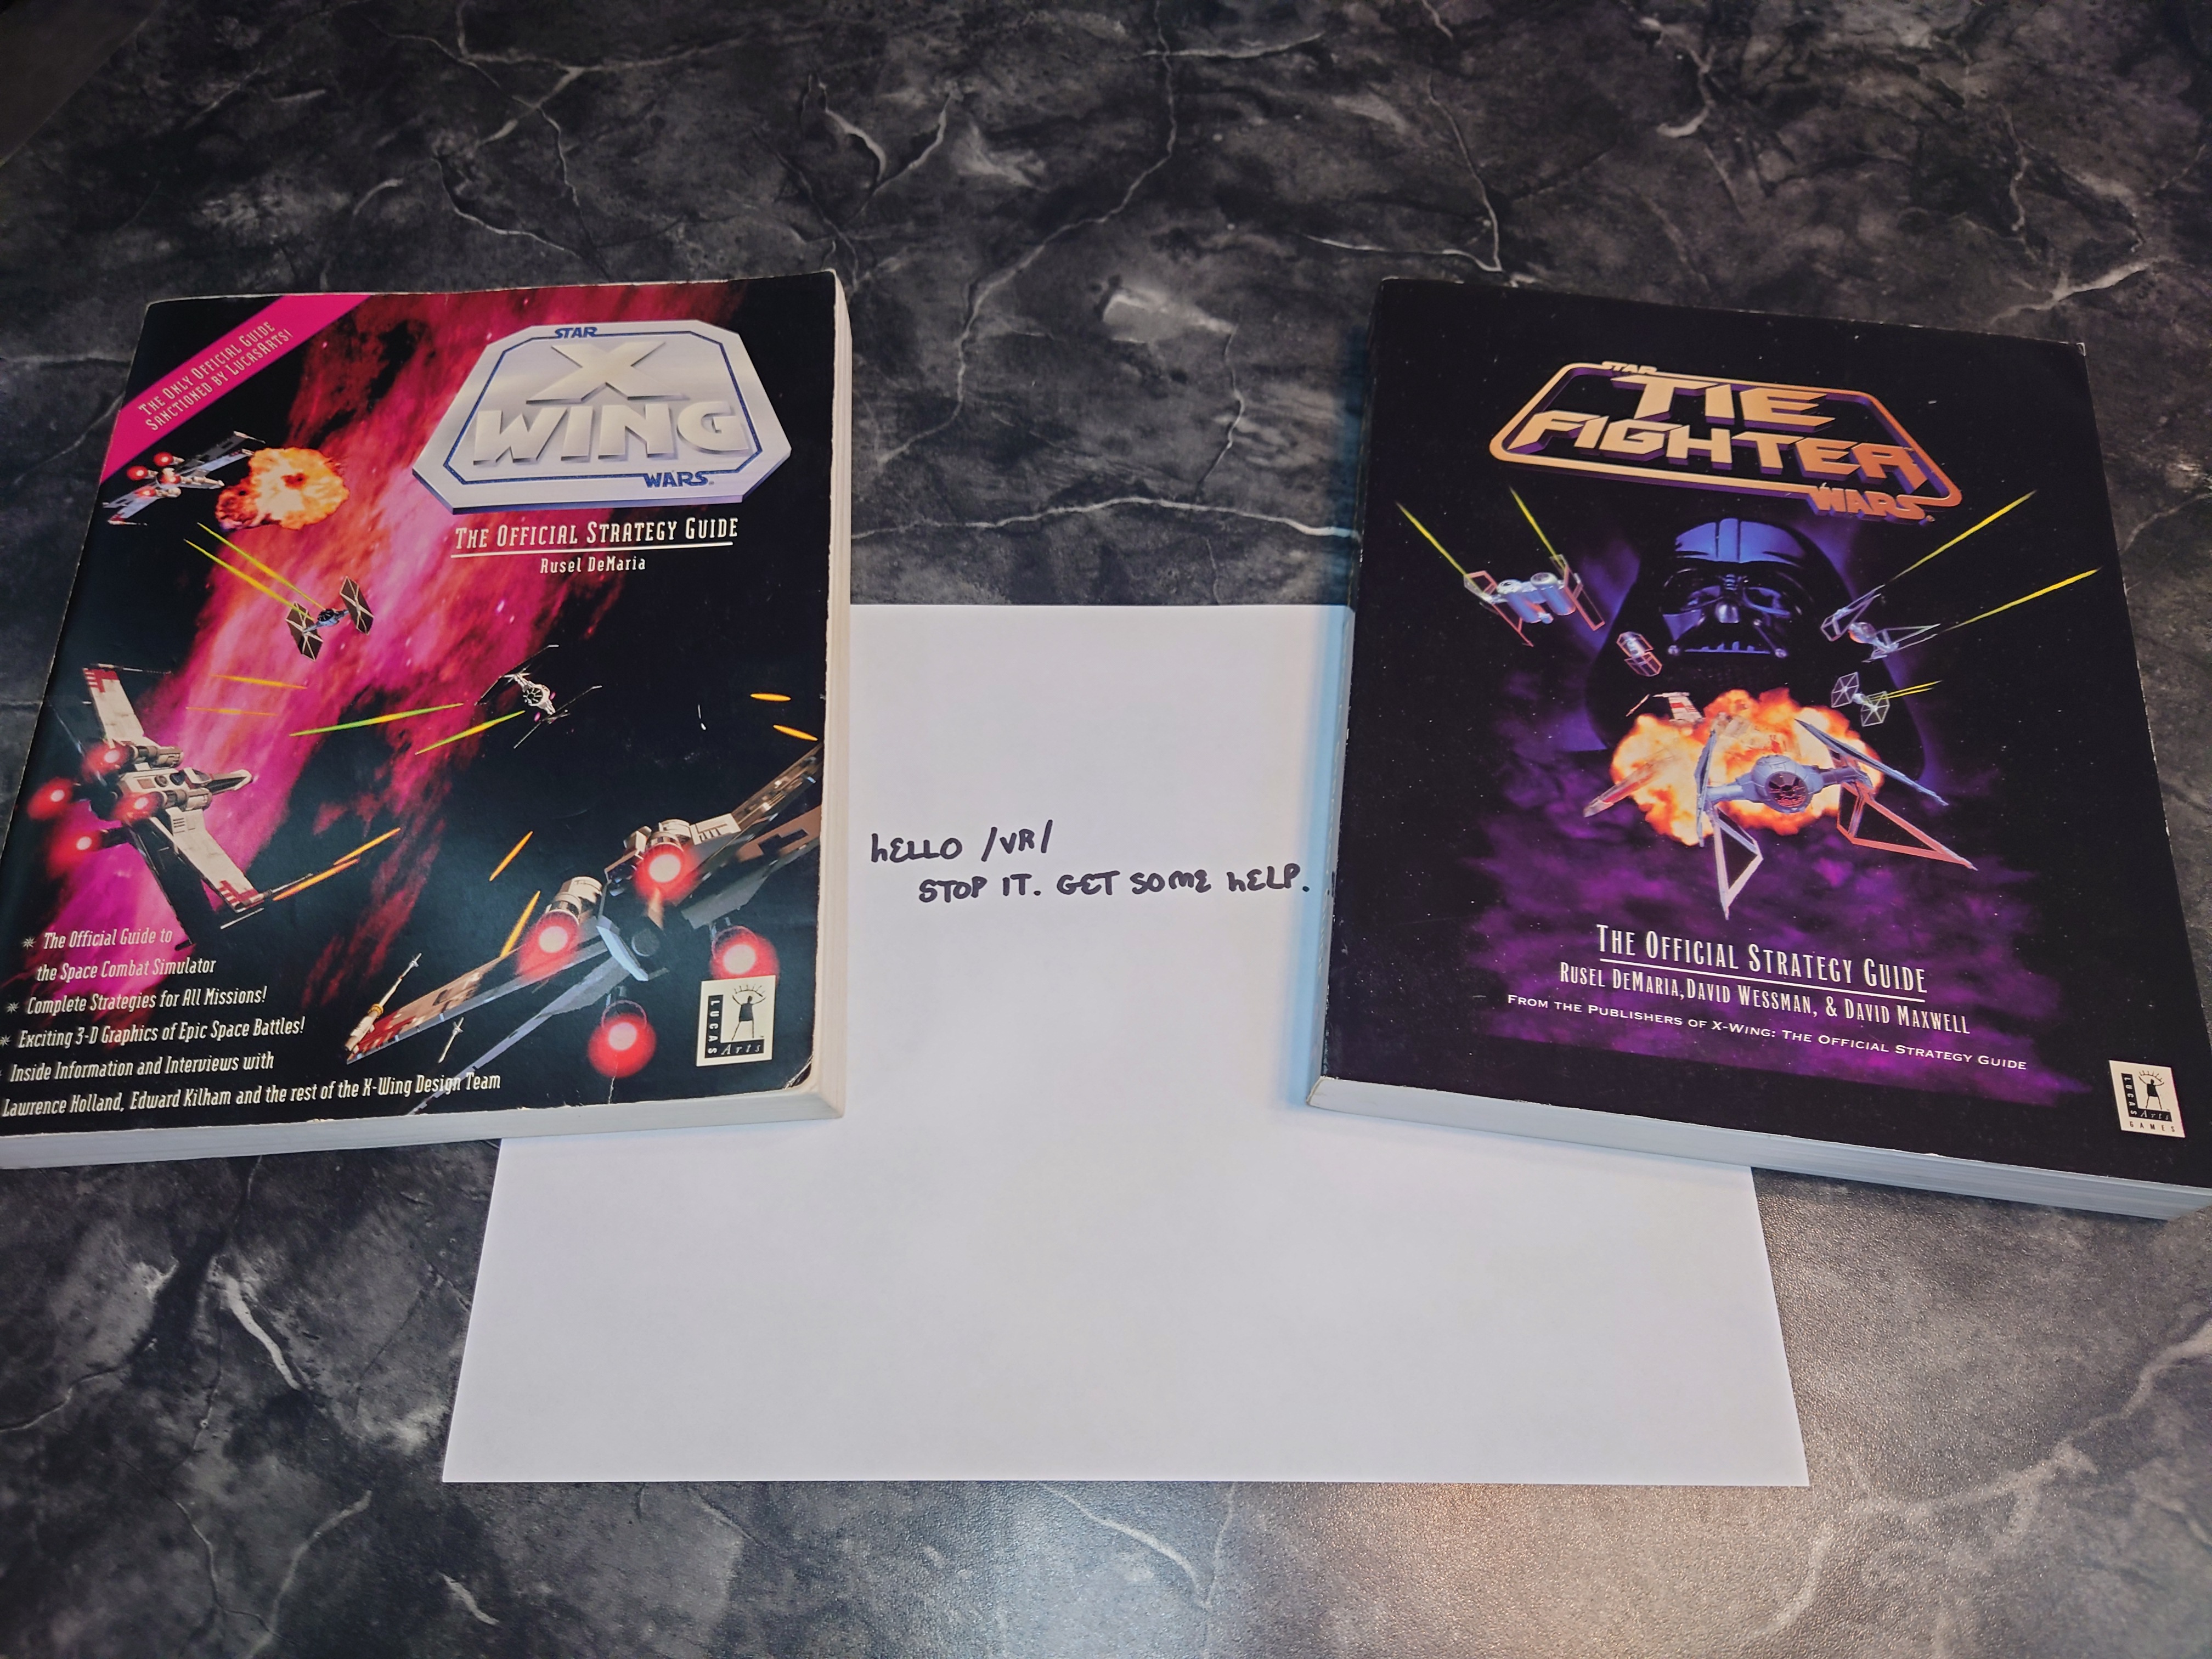 THE ONLY OFFICIAL GUIDE
SANCTIONED BY LUCASARTS!
STAR
X
WING
WARS
THE OFFICIAL STRATEGY GUIDE
Rusel DeMaria
* The Official Guide to
the Space Combat Simulator
* Complete Strategies for All Missions!
* Exciting 3-D Graphics of Epic Space Battles!
Inside Information and Interviews with
Lawrence Holland, Edward Kilham and the rest of the X-Wing Design Team
LUCAS
Arts
hELLO /VR/
STOP IT. GET SOME hELP.
STAR
TIE
FIGHTER
WARS
THE OFFICIAL STRATEGY GUIDE
RUSEL DEMARIA, DAVID WESSMAN, & DAVID MAXWELL
FROM THE PUBLISHERS OF X-WING: THE OFFICIAL STRATEGY GUIDE
LUCAS
Arts
GAMES